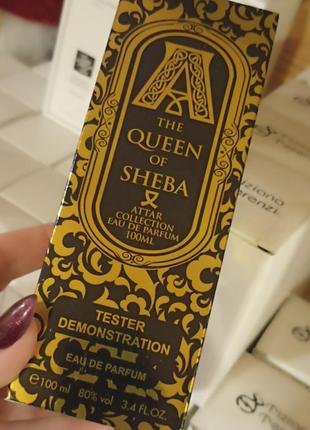 A
THE
QUEEN
OF
SHEBA
ATTAR
COLLECTION
EAU DE PARFUM
100ML
TESTER
DEMONSTRATION
EAU DE PARFUM
℮100 ml 80% vol 3.4 FL.OZ.